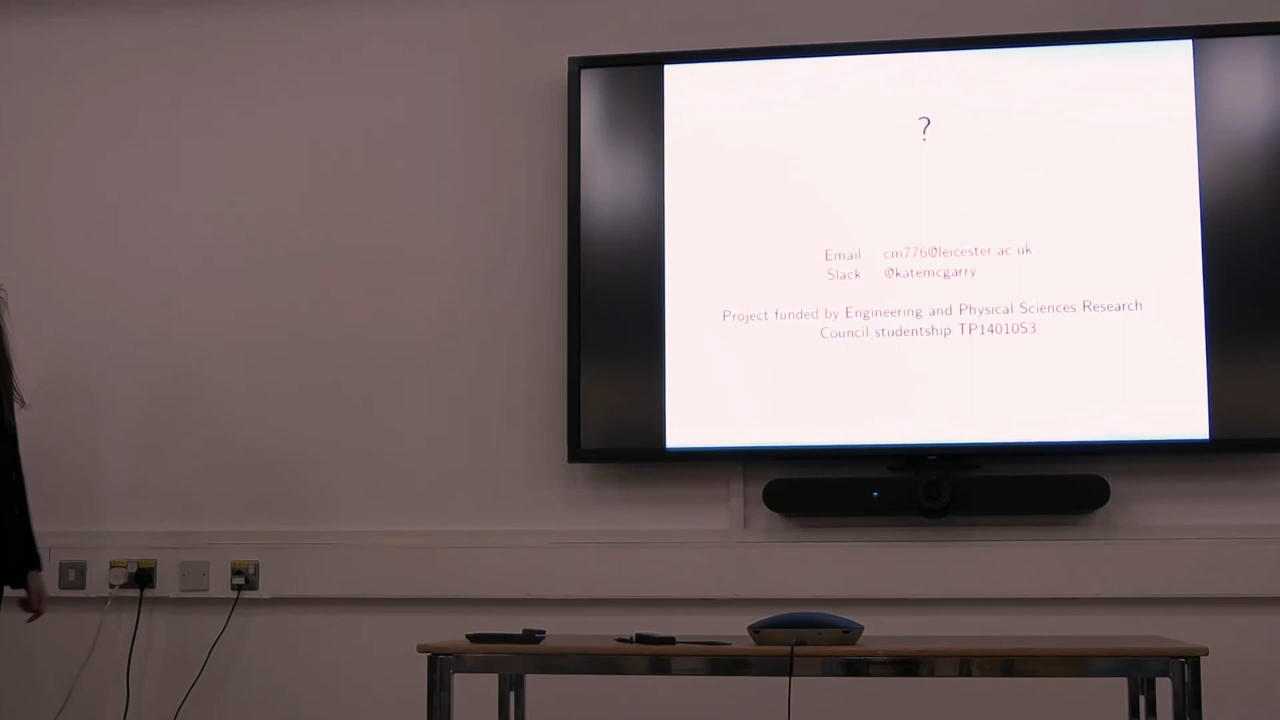 ?
Email cm776@leicester.ac.uk
Slack @katemcgarry
Project funded by Engineering and Physical Sciences Research
Council studentship TP14010S3